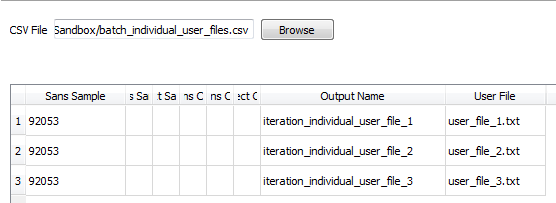 CSV File Sandbox/batch_individual_user_files.csv Browse
Sans Sample s Sa t Sa ns C ns C ect C Output Name User File
1 92053 iteration_individual_user_file_1 user_file_1.txt
2 92053 iteration_individual_user_file_2 user_file_2.txt
3 92053 iteration_individual_user_file_3 user_file_3.txt